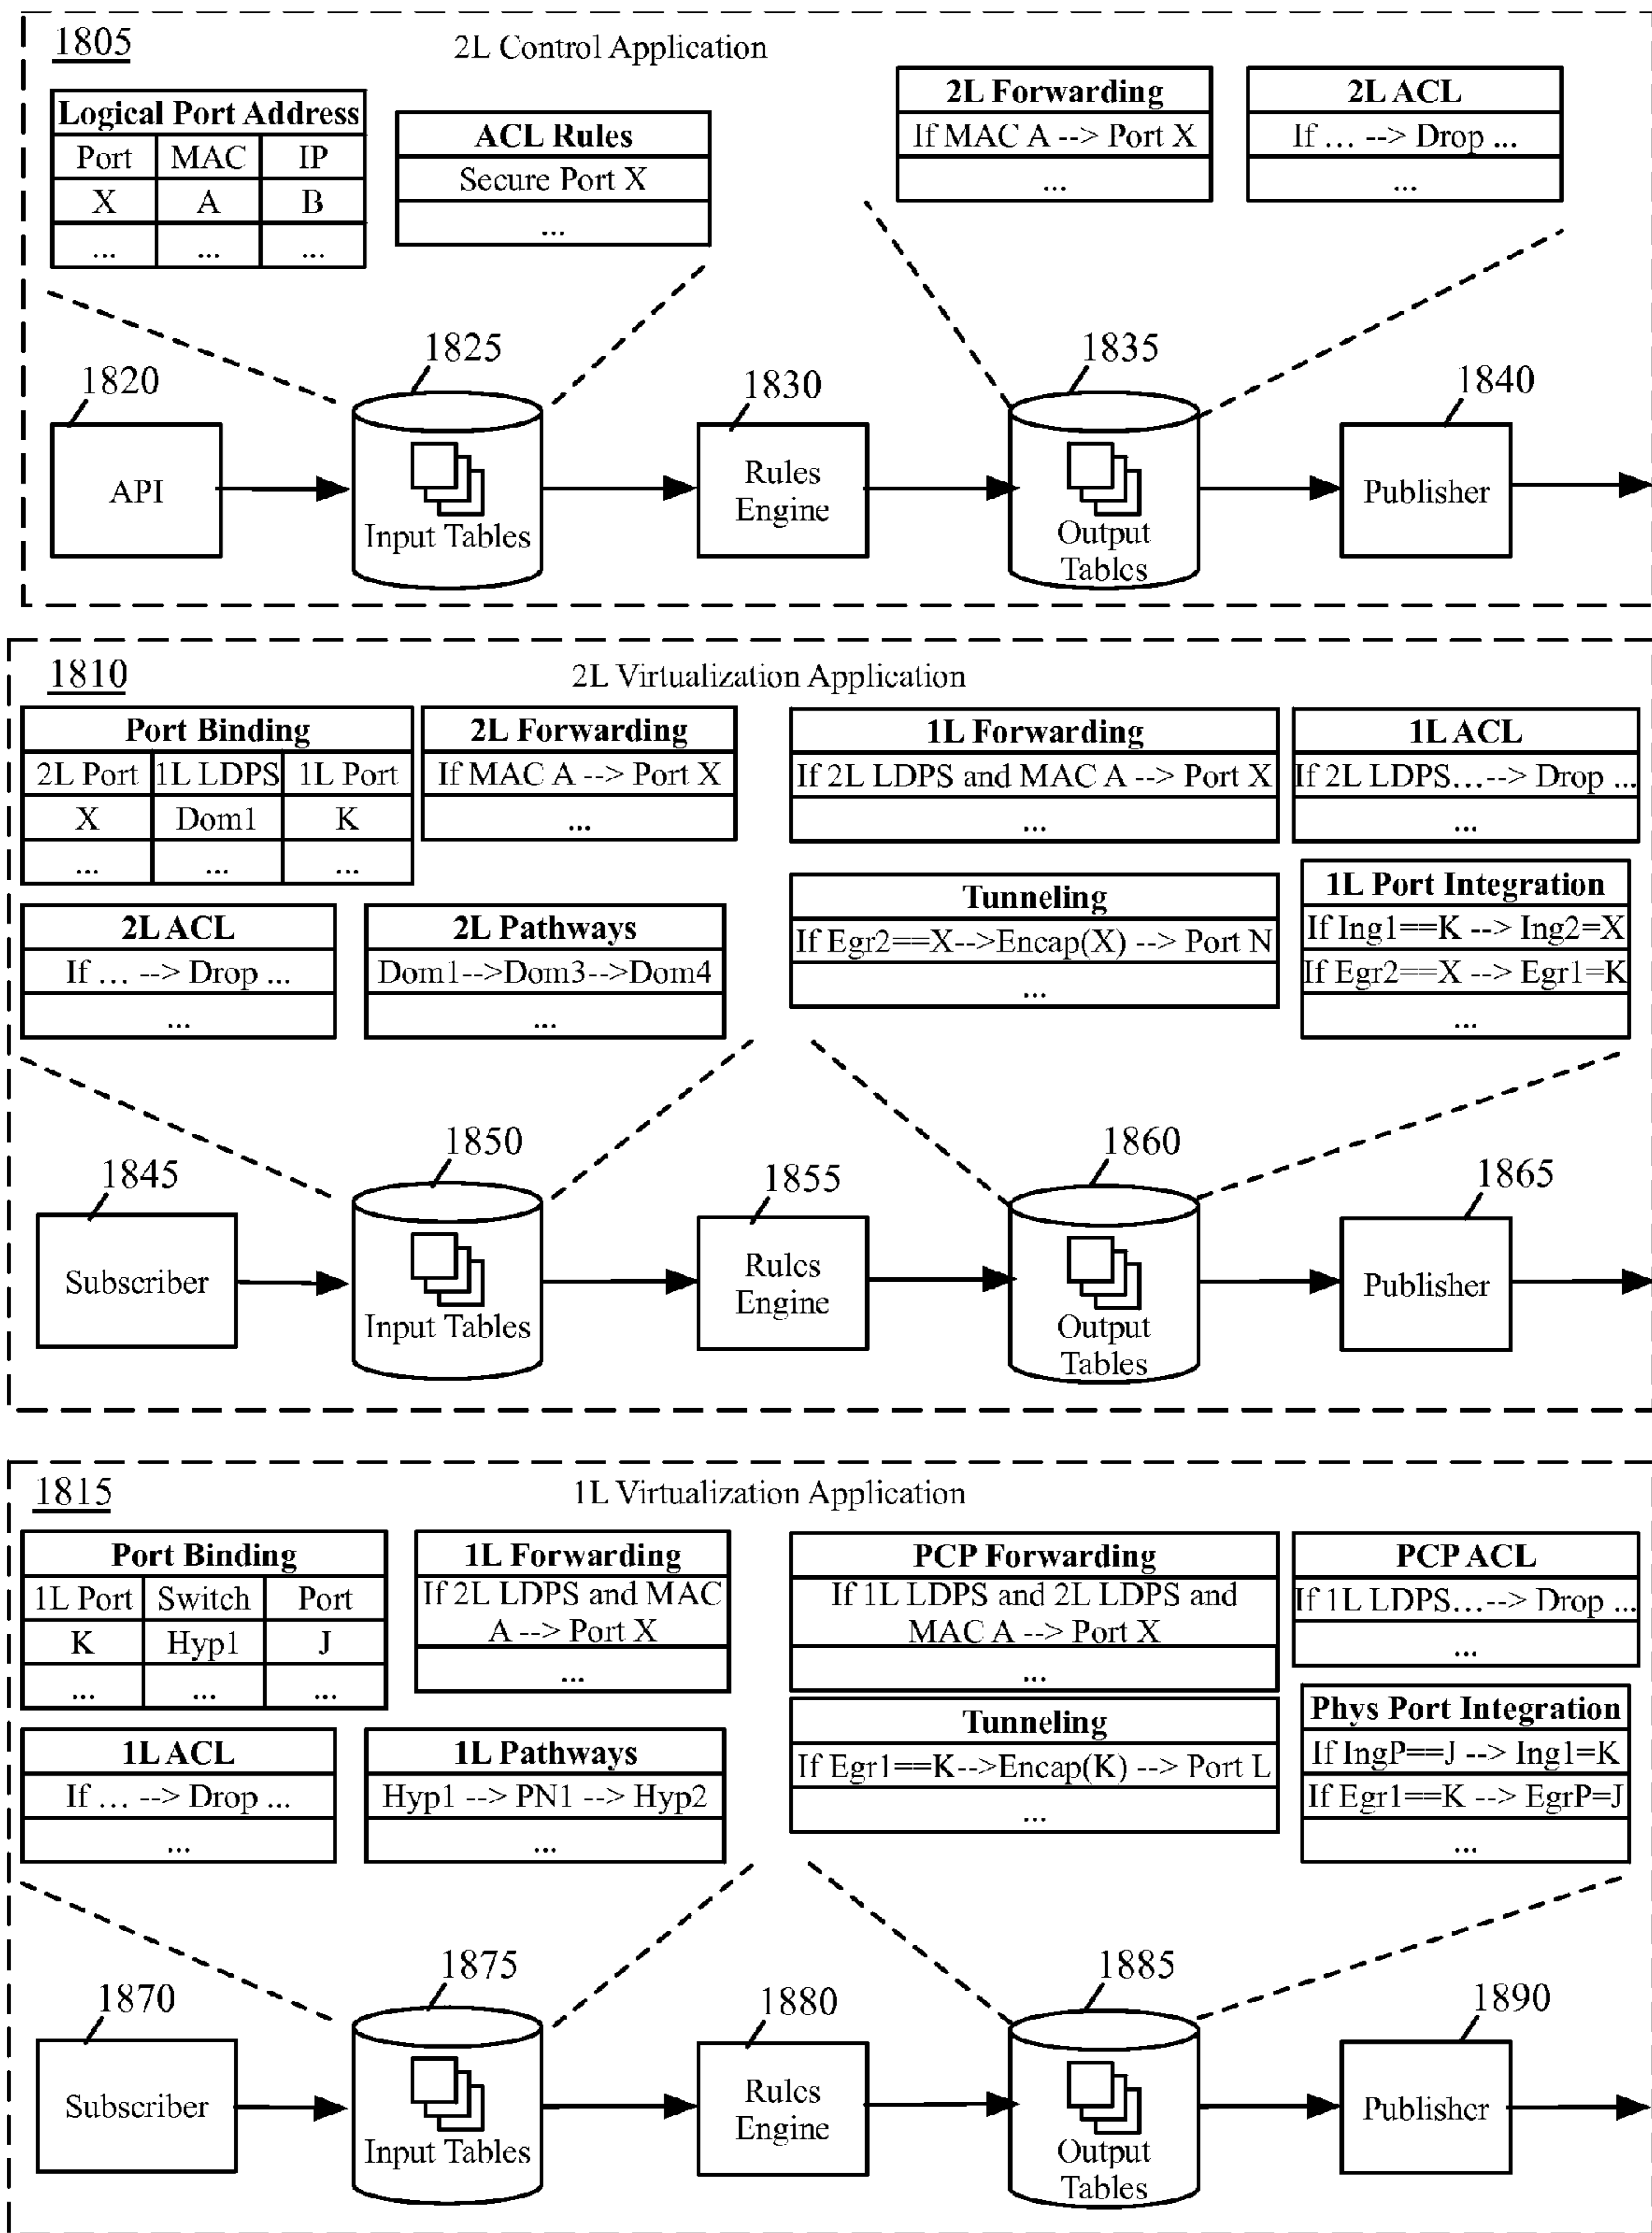 1805
2L Control Application
Logical Port Address
Port MAC IP
X A B
... ... ...
ACL Rules
Secure Port X
...
2L Forwarding
If MAC A --> Port X
...
2L ACL
If ... --> Drop ...
...
1820
API
1825
Input Tables
1830
Rules
Engine
1835
Output
Tables
1840
Publisher
1810
2L Virtualization Application
Port Binding
2L Port 1L LDPS 1L Port
X Dom1 K
... ... ...
2L Forwarding
If MAC A --> Port X
...
2L ACL
If ... --> Drop ...
...
2L Pathways
Dom1-->Dom3-->Dom4
...
1L Forwarding
If 2L LDPS and MAC A --> Port X
...
1L ACL
If 2L LDPS...--> Drop ...
...
Tunneling
If Egr2==X-->Encap(X) --> Port N
...
1L Port Integration
If Ing1==K --> Ing2=X
If Egr2==X --> Egr1=K
...
1845
Subscriber
1850
Input Tables
1855
Rules
Engine
1860
Output
Tables
1865
Publisher
1815
1L Virtualization Application
Port Binding
1L Port Switch Port
K Hyp1 J
... ... ...
1L Forwarding
If 2L LDPS and MAC
A --> Port X
...
1L ACL
If ... --> Drop ...
...
1L Pathways
Hyp1 --> PN1 --> Hyp2
...
PCP Forwarding
If 1L LDPS and 2L LDPS and
MAC A --> Port X
...
PCP ACL
If 1L LDPS...--> Drop ...
...
Tunneling
If Egr1==K-->Encap(K) --> Port L
...
Phys Port Integration
If IngP==J --> Ing1=K
If Egr1==K --> EgrP=J
...
1870
Subscriber
1875
Input Tables
1880
Rules
Engine
1885
Output
Tables
1890
Publisher